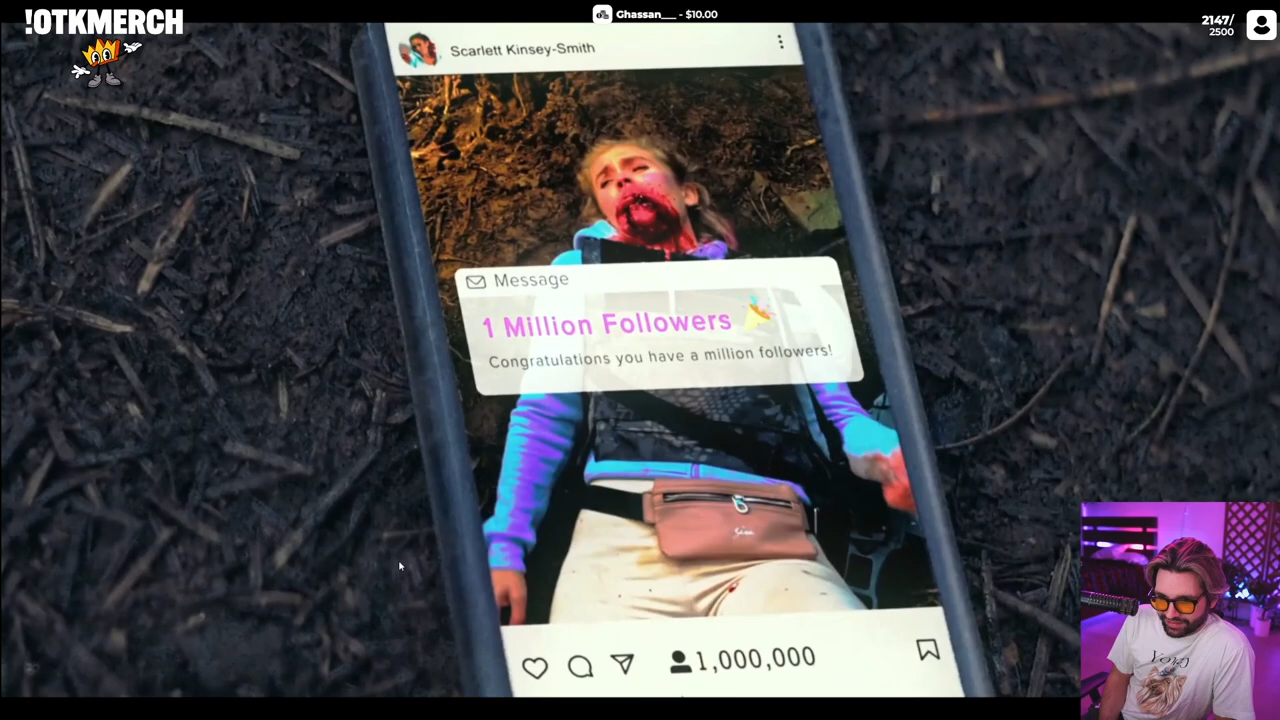 !OTKMERCH
Ghassan___ - $10.00
2147/
2500
Scarlett Kinsey-Smith
Message
1 Million Followers
Congratulations you have a million followers!
1,000,000